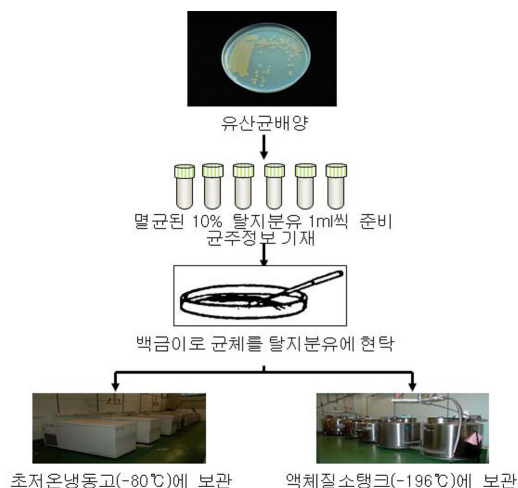 유산균배양
멸균된 10% 탈지분유 1ml씩 준비
균주정보 기재
백금이로 균체를 탈지분유에 현탁
초저온냉동고(-80℃)에 보관
액체질소탱크(-196℃)에 보관